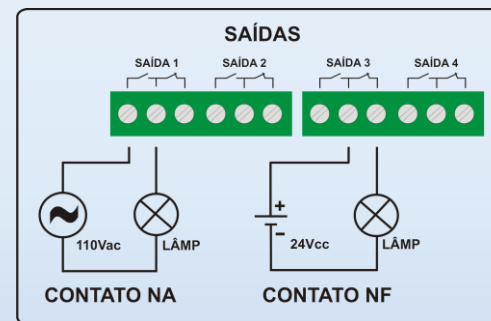 SAÍDAS
SAÍDA 1 SAÍDA 2 SAÍDA 3 SAÍDA 4
+
110Vac LÂMP 24Vcc LÂMP
-
CONTATO NA CONTATO NF